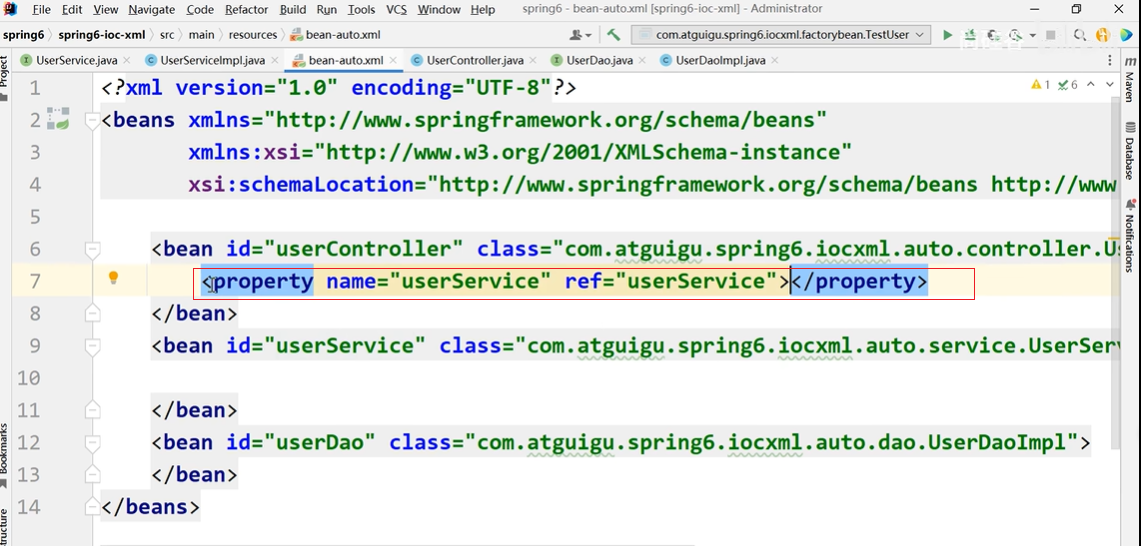 File Edit View Navigate Code Refactor Build Run Tools VCS Window Help spring6 - bean-auto.xml [spring6-ioc-xml] - Administrator
spring6 spring6-ioc-xml src main resources bean-auto.xml com.atguigu.spring6.iocxml.factorybean.TestUser
UserService.java UserServiceImpl.java bean-auto.xml UserController.java UserDao.java UserDaoImpl.java
1 <?xml version="1.0" encoding="UTF-8"?> 1 6
2 <beans xmlns="http://www.springframework.org/schema/beans"
3 xmlns:xsi="http://www.w3.org/2001/XMLSchema-instance"
4 xsi:schemaLocation="http://www.springframework.org/schema/beans http://www
5
6 <bean id="userController" class="com.atguigu.spring6.iocxml.auto.controller.Us
7 <property name="userService" ref="userService"></property>
8 </bean>
9 <bean id="userService" class="com.atguigu.spring6.iocxml.auto.service.UserSer
10
11 </bean>
12 <bean id="userDao" class="com.atguigu.spring6.iocxml.auto.dao.UserDaoImpl">
13 </bean>
14 </beans>
Project
Bookmarks
Structure
m
Maven
Database
Notifications